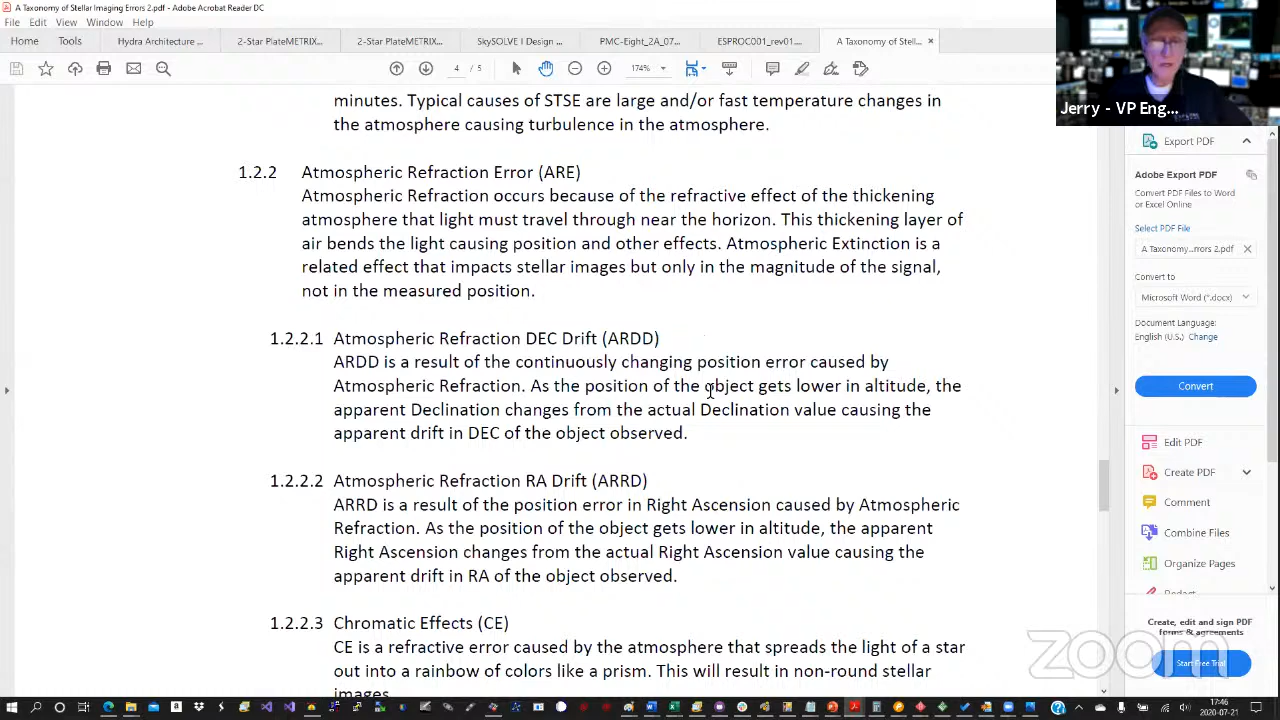 A Taxonomy of Stellar Imaging Errors 2.pdf - Adobe Acrobat Reader DC
File Edit View Window Help
Home Tools Hydra Architecture ... 2-Star PlateMETRIX... 2-Star PlateM... SOLVE I Design ... PMC-Eight_2A_07... ESPROC001_rev01.... A Taxonomy of Stell... ×
/ 5 174%
Jerry - VP Eng...
minutes. Typical causes of STSE are large and/or fast temperature changes in
the atmosphere causing turbulence in the atmosphere.
1.2.2 Atmospheric Refraction Error (ARE)
Atmospheric Refraction occurs because of the refractive effect of the thickening
atmosphere that light must travel through near the horizon. This thickening layer of
air bends the light causing position and other effects. Atmospheric Extinction is a
related effect that impacts stellar images but only in the magnitude of the signal,
not in the measured position.
1.2.2.1 Atmospheric Refraction DEC Drift (ARDD)
ARDD is a result of the continuously changing position error caused by
Atmospheric Refraction. As the position of the object gets lower in altitude, the
apparent Declination changes from the actual Declination value causing the
apparent drift in DEC of the object observed.
1.2.2.2 Atmospheric Refraction RA Drift (ARRD)
ARRD is a result of the position error in Right Ascension caused by Atmospheric
Refraction. As the position of the object gets lower in altitude, the apparent
Right Ascension changes from the actual Right Ascension value causing the
apparent drift in RA of the object observed.
1.2.2.3 Chromatic Effects (CE)
CE is a refractive error caused by the atmosphere that spreads the light of a star
out into a rainbow of colors like a prism. This will result in non-round stellar
images.
Export PDF
Adobe Export PDF
Convert PDF Files to Word
or Excel Online
Select PDF File
A Taxonomy...rrors 2.pdf
Convert to
Microsoft Word (*.docx)
Document Language:
English (U.S.) Change
Convert
Edit PDF
Create PDF
Comment
Combine Files
Organize Pages
Redact
Create, edit and sign PDF
forms & agreements
Start Free Trial
zoom
17:46
2020-07-21